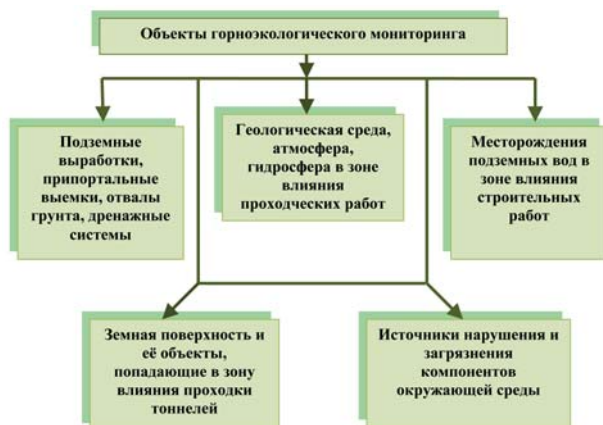 Объекты горноэкологического мониторинга
Подземные
выработки,
припортальные
выемки, отвалы
грунта, дренажные
системы
Геологическая среда,
атмосфера,
гидросфера в зоне
влияния
проходческих работ
Месторождения
подземных вод в
зоне влияния
строительных
работ
Земная поверхность и
её объекты,
попадающие в зону
влияния проходки
тоннелей
Источники нарушения и
загрязнения
компонентов
окружающей среды